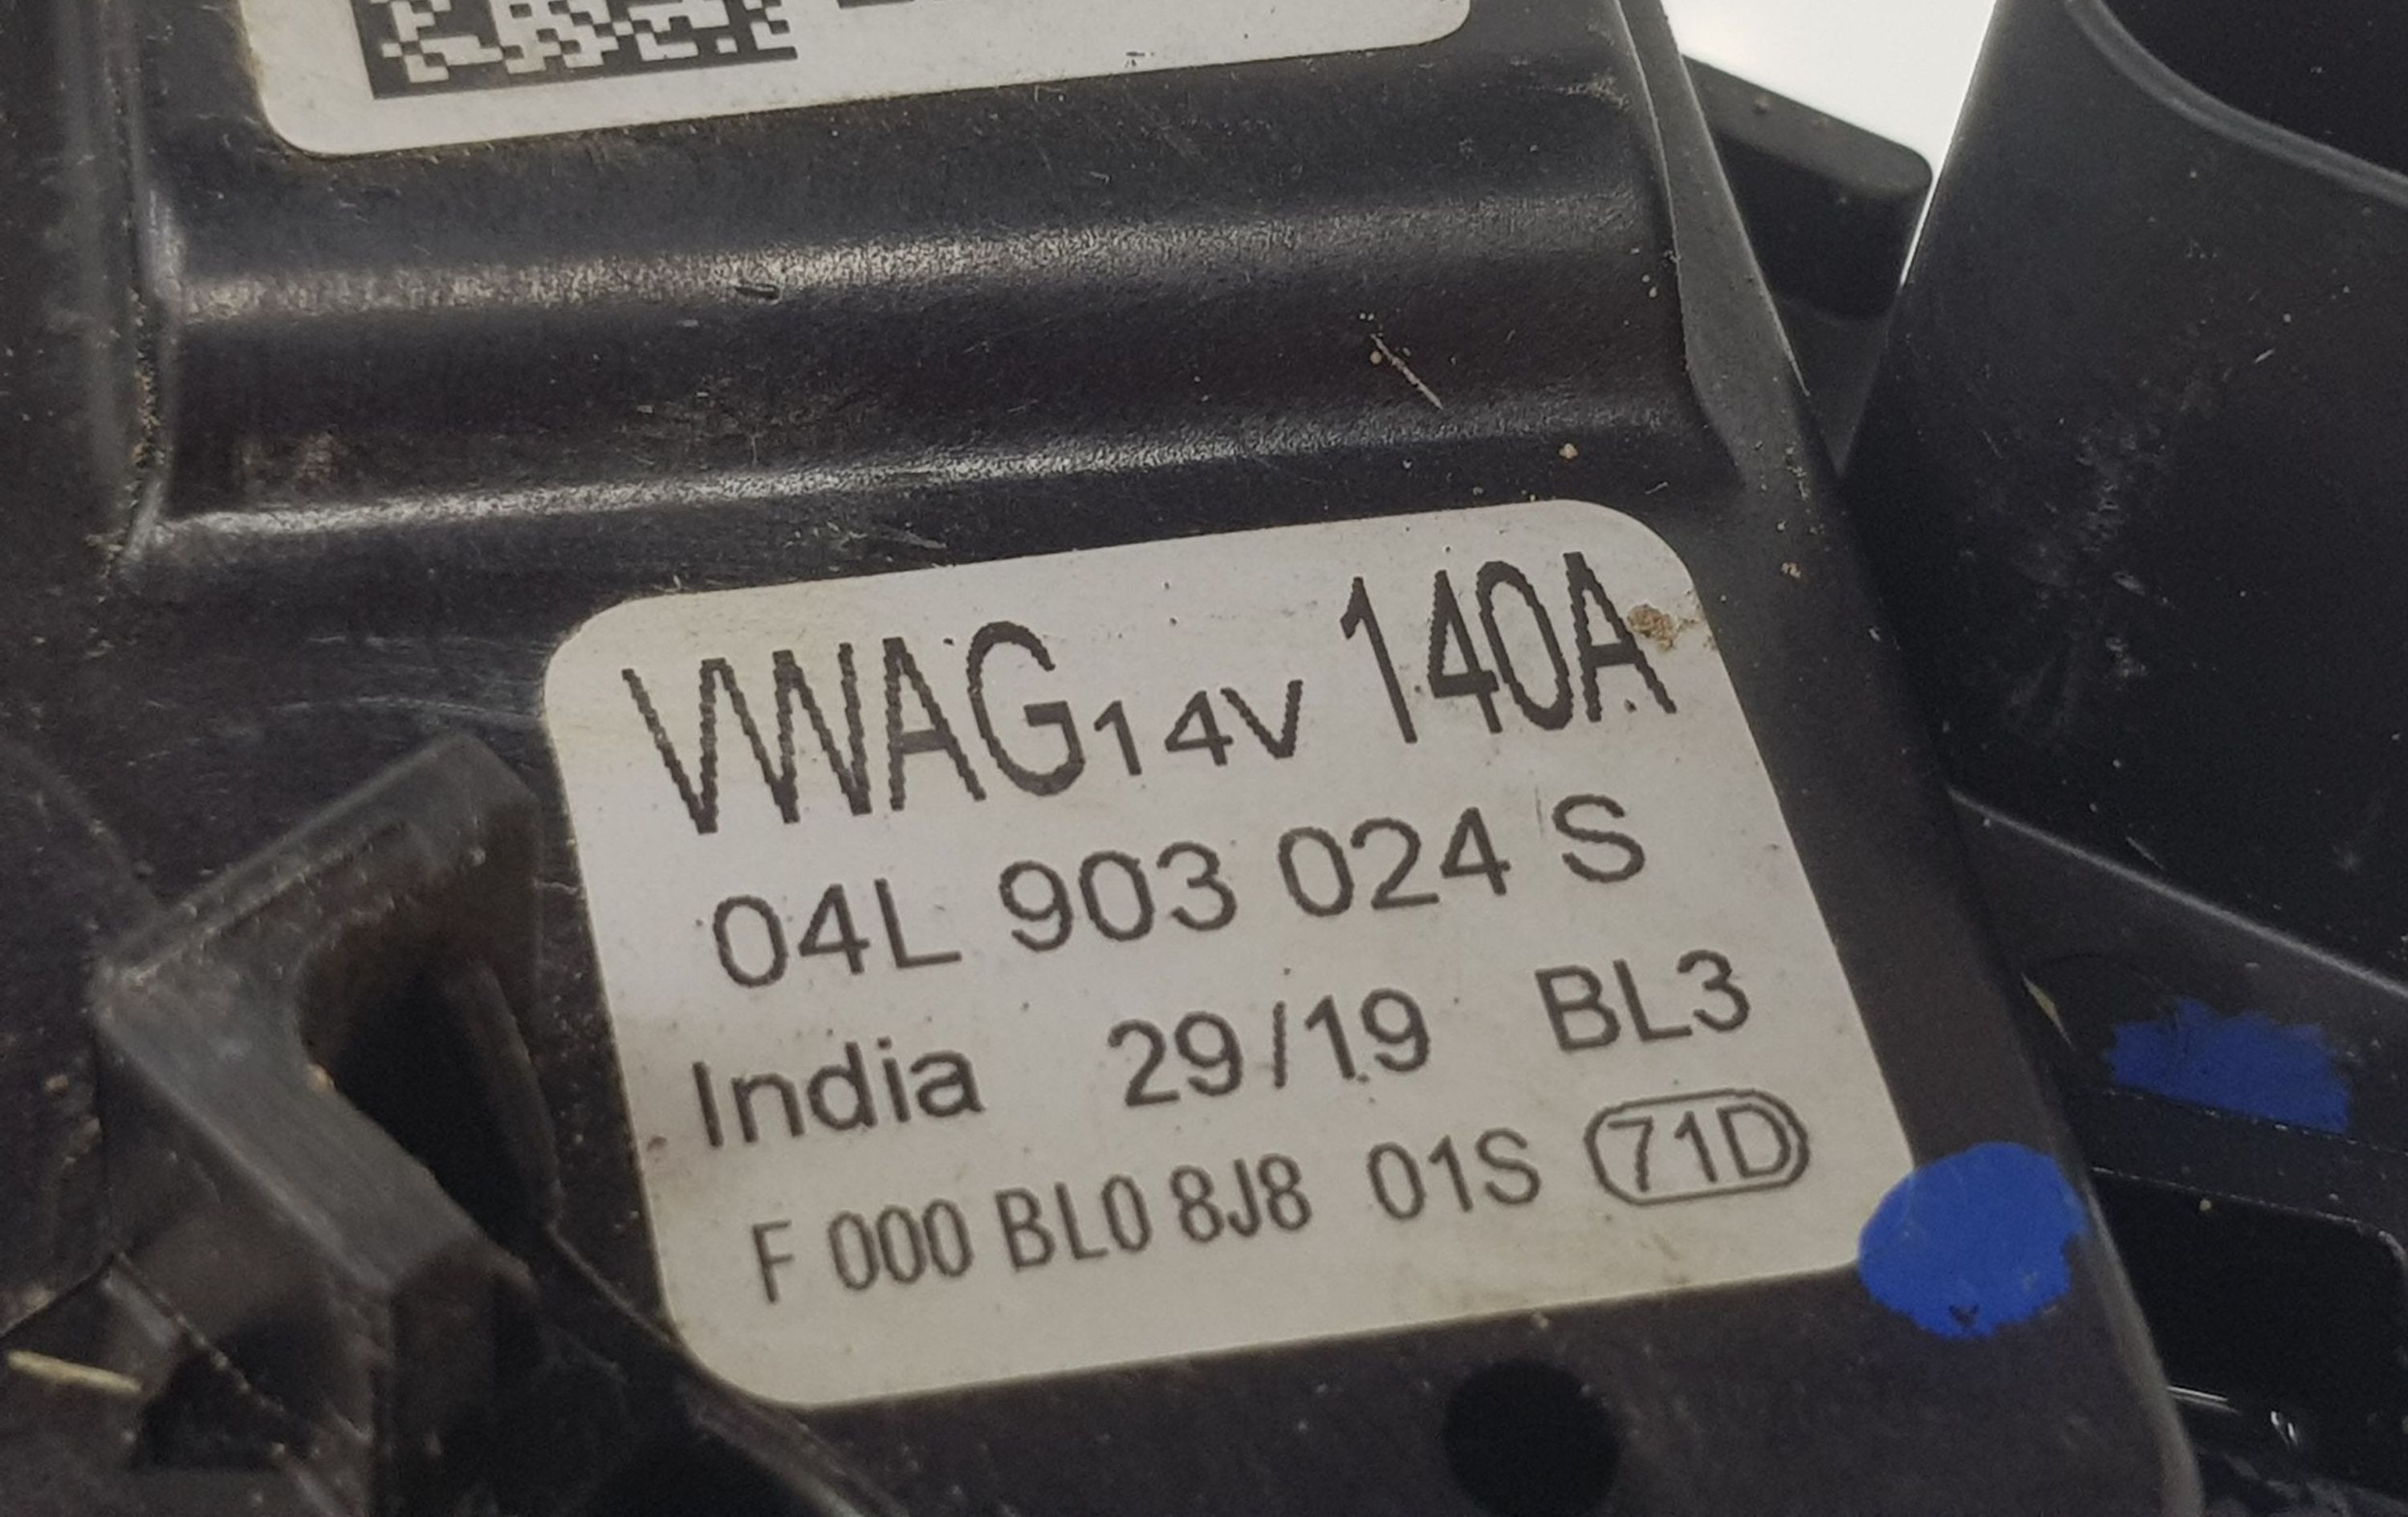 VWAG 14V 140A
04L 903 024 S
India 29/19 BL3
F 000 BL0 8J8 01S 71D